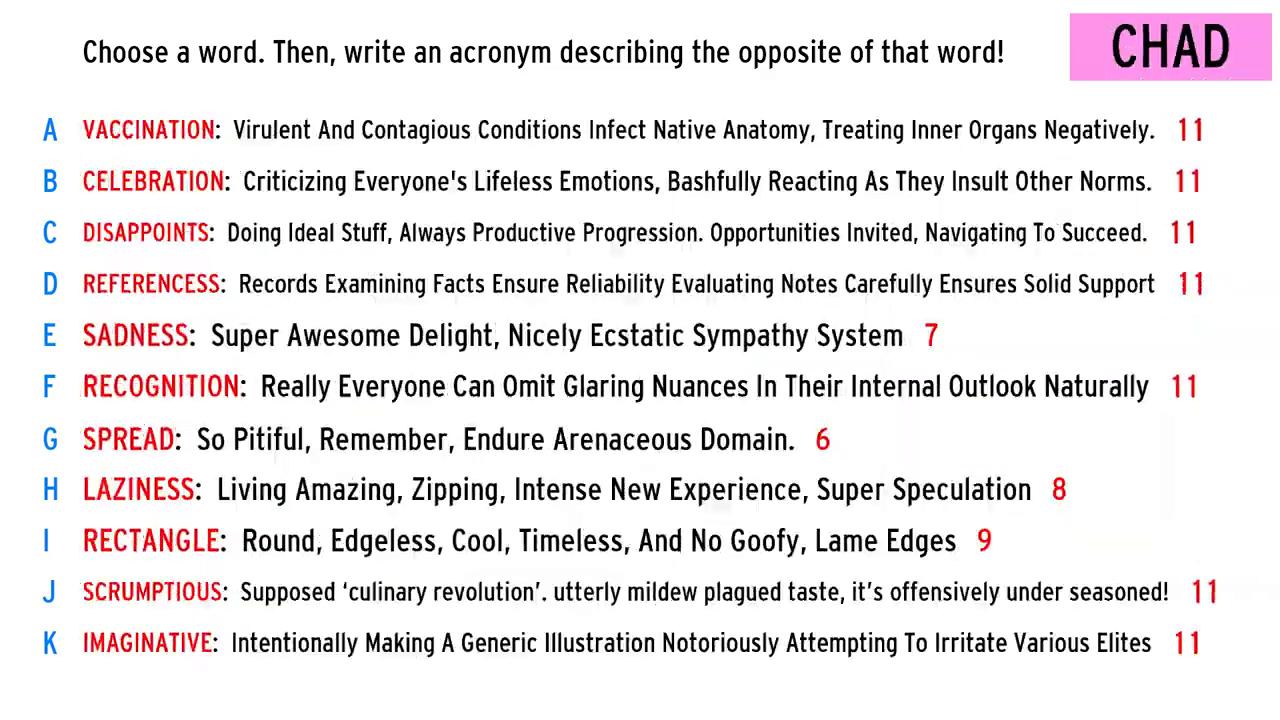 Choose a word. Then, write an acronym describing the opposite of that word!
CHAD
A VACCINATION: Virulent And Contagious Conditions Infect Native Anatomy, Treating Inner Organs Negatively. 11
B CELEBRATION: Criticizing Everyone's Lifeless Emotions, Bashfully Reacting As They Insult Other Norms. 11
C DISAPPOINTS: Doing Ideal Stuff, Always Productive Progression. Opportunities Invited, Navigating To Succeed. 11
D REFERENCESS: Records Examining Facts Ensure Reliability Evaluating Notes Carefully Ensures Solid Support 11
E SADNESS: Super Awesome Delight, Nicely Ecstatic Sympathy System 7
F RECOGNITION: Really Everyone Can Omit Glaring Nuances In Their Internal Outlook Naturally 11
G SPREAD: So Pitiful, Remember, Endure Arenaceous Domain. 6
H LAZINESS: Living Amazing, Zipping, Intense New Experience, Super Speculation 8
I RECTANGLE: Round, Edgeless, Cool, Timeless, And No Goofy, Lame Edges 9
J SCRUMPTIOUS: Supposed ‘culinary revolution’. utterly mildew plagued taste, it’s offensively under seasoned! 11
K IMAGINATIVE: Intentionally Making A Generic Illustration Notoriously Attempting To Irritate Various Elites 11